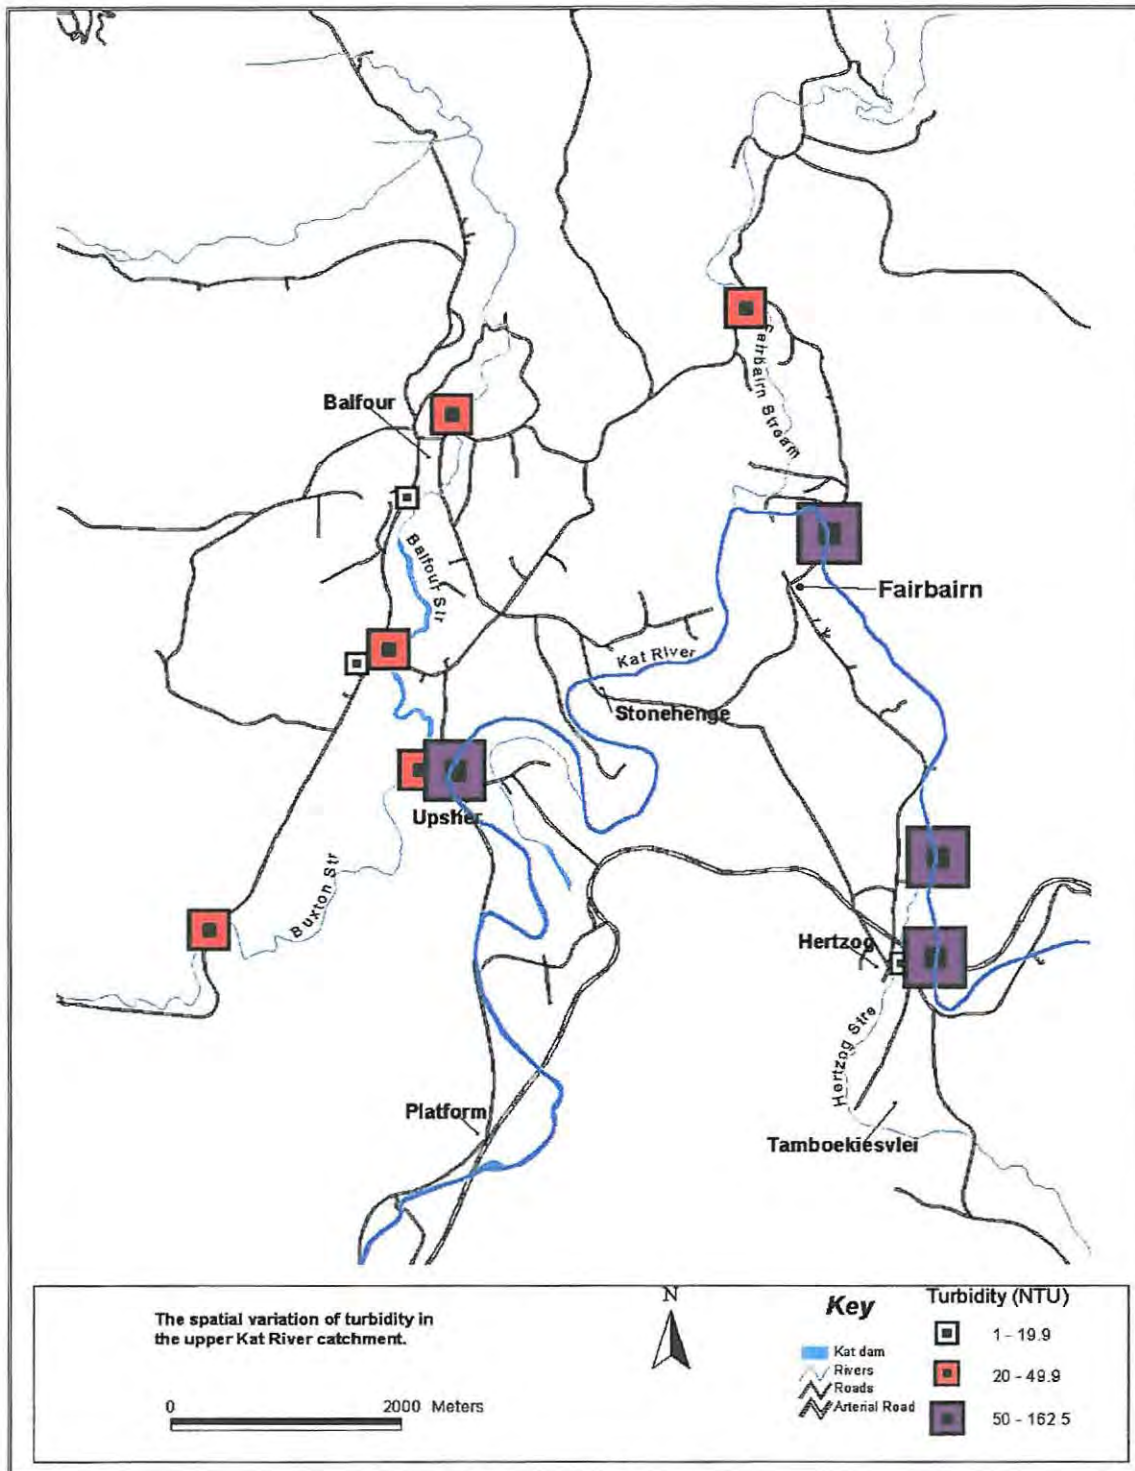 Fairbairn Stream
Balfour
Balfour Str
Fairbairn
Kat River
Stonehenge
Upsher
Buxton Str
Hertzog
Hertzog Stre
Platform
Tamboekiesvlei
The spatial variation of turbidity in
the upper Kat River catchment.
0 2000 Meters
N
Key
Kat dam
Rivers
Roads
Arterial Road
Turbidity (NTU)
1 - 19.9
20 - 49.9
50 - 162.5